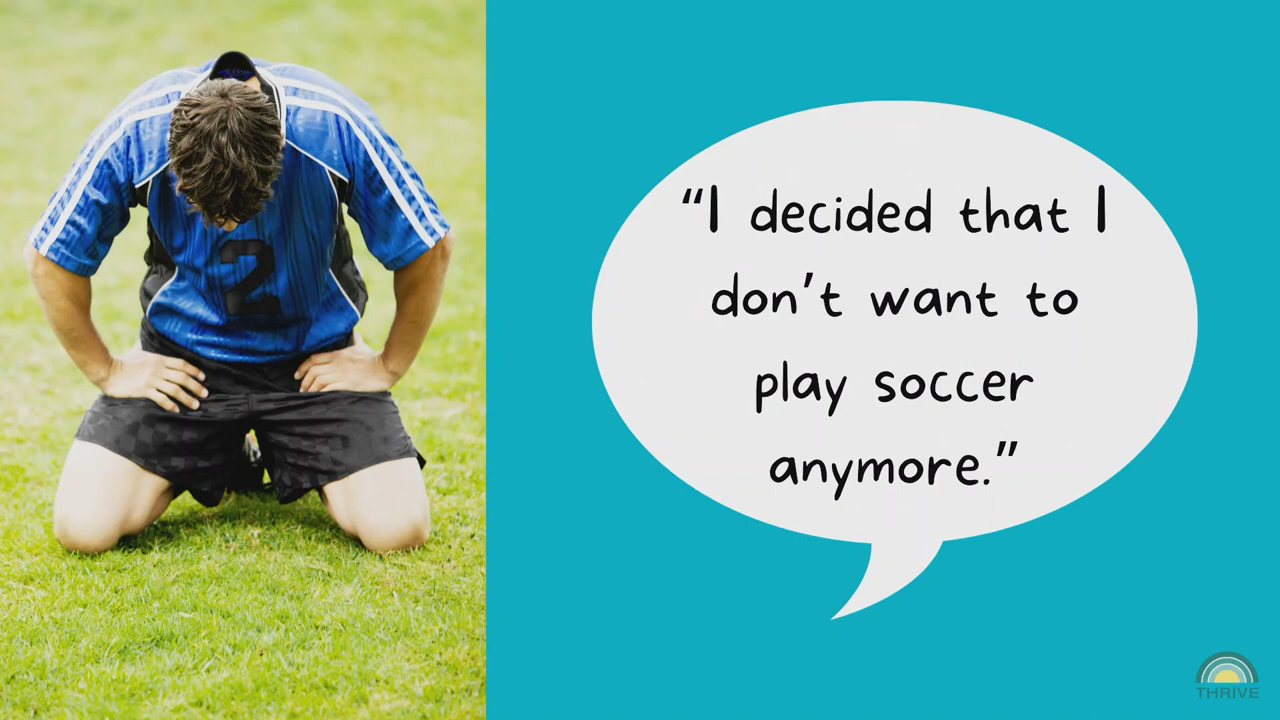 2
“I decided that I
don’t want to
play soccer
anymore.”
THRIVE